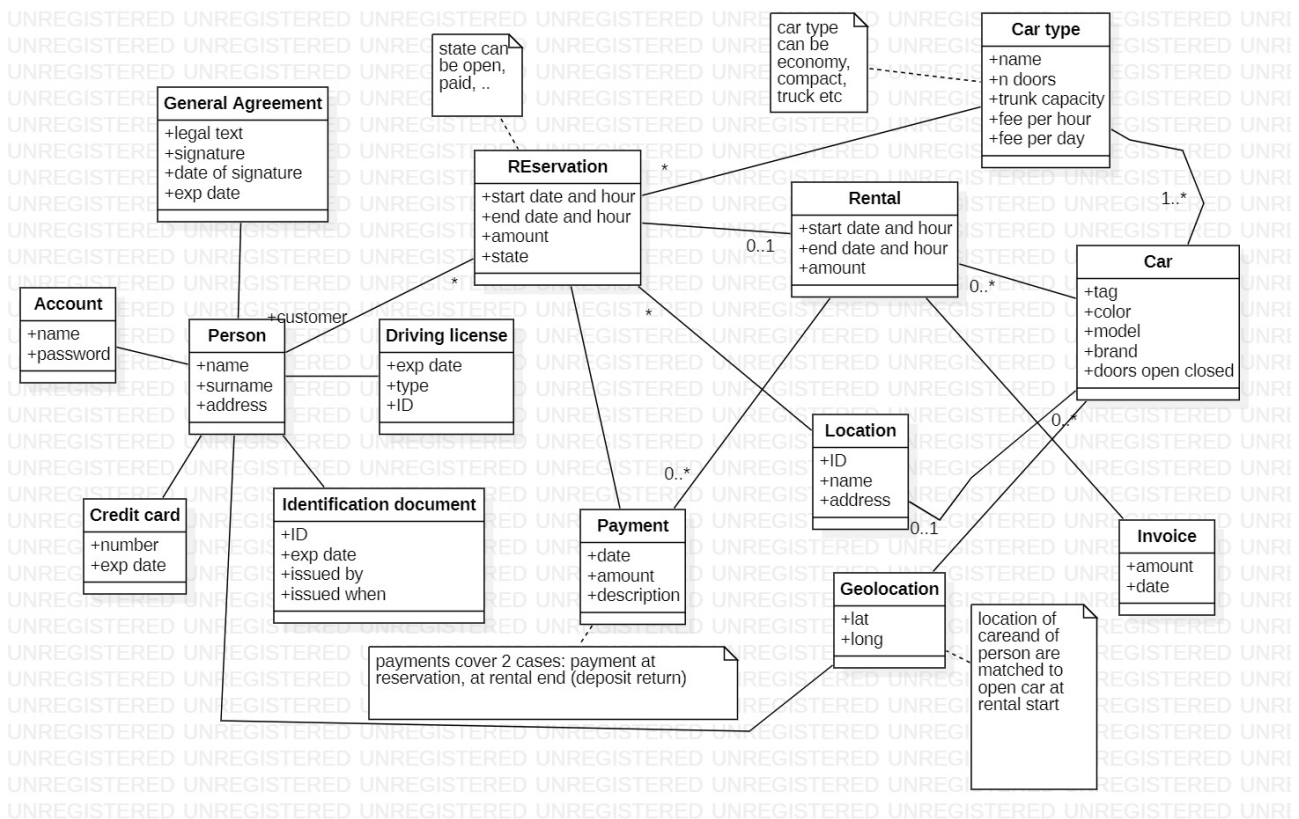 UNREGISTERED UNREGISTERED UNREGISTERED UNREGISTERED UNREGISTERED UNREGISTERED UNREGISTERED
state can
be open,
paid, ..
car type
can be
economy,
compact,
truck etc
Car type
+name
+n doors
+trunk capacity
+fee per hour
+fee per day
General Agreement
+legal text
+signature
+date of signature
+exp date
REservation
+start date and hour
+end date and hour
+amount
+state
*
0..1
*
*
Rental
+start date and hour
+end date and hour
+amount
0..*
1..*
Car
+tag
+color
+model
+brand
+doors open closed
Account
+name
+password
+customer
Person
+name
+surname
+address
Driving license
+exp date
+type
+ID
Location
+ID
+name
+address
0..*
0..1
0..*
Credit card
+number
+exp date
Identification document
+ID
+exp date
+issued by
+issued when
Payment
+date
+amount
+description
Invoice
+amount
+date
Geolocation
+lat
+long
payments cover 2 cases: payment at
reservation, at rental end (deposit return)
location of
careand of
person are
matched to
open car at
rental start